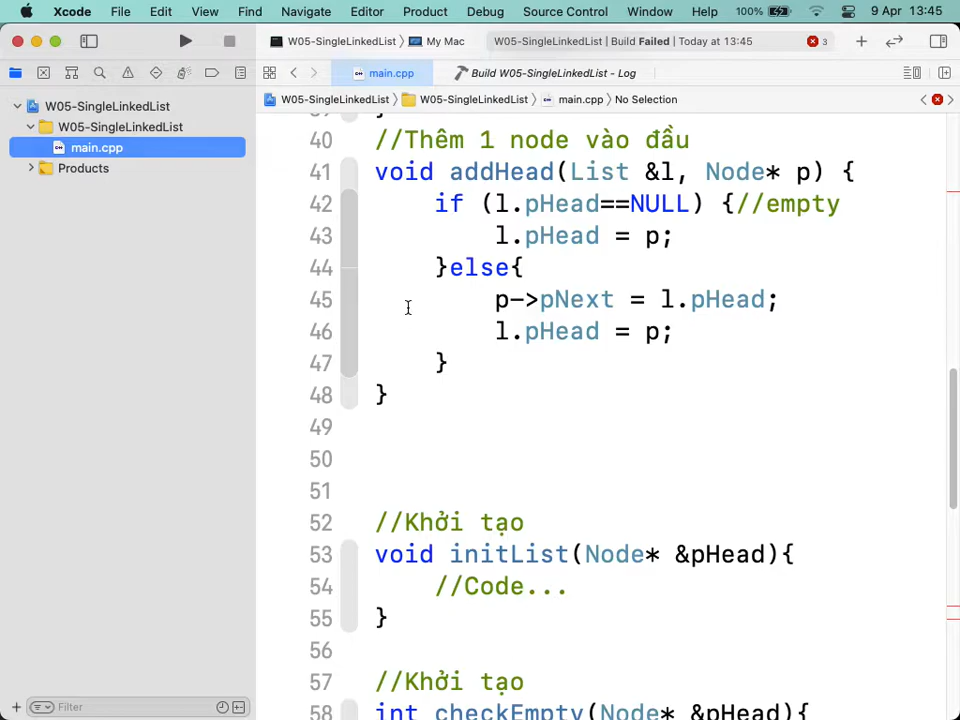 Xcode File Edit View Find Navigate Editor Product Debug Source Control Window Help 100% 9 Apr 13:45
W05-SingleLinkedList My Mac W05-SingleLinkedList | Build Failed | Today at 13:45 3
main.cpp Build W05-SingleLinkedList - Log
W05-SingleLinkedList W05-SingleLinkedList main.cpp No Selection
W05-SingleLinkedList
W05-SingleLinkedList
main.cpp
Products
40 //Thêm 1 node vào đầu
41 void addHead(List &l, Node* p) {
42 if (l.pHead==NULL) {//empty
43 l.pHead = p;
44 }else{
45 p->pNext = l.pHead;
46 l.pHead = p;
47 }
48 }
49
50
51
52 //Khởi tạo
53 void initList(Node* &pHead){
54 //Code...
55 }
56
57 //Khởi tạo
58 int checkEmpty(Node* &pHead){
Filter